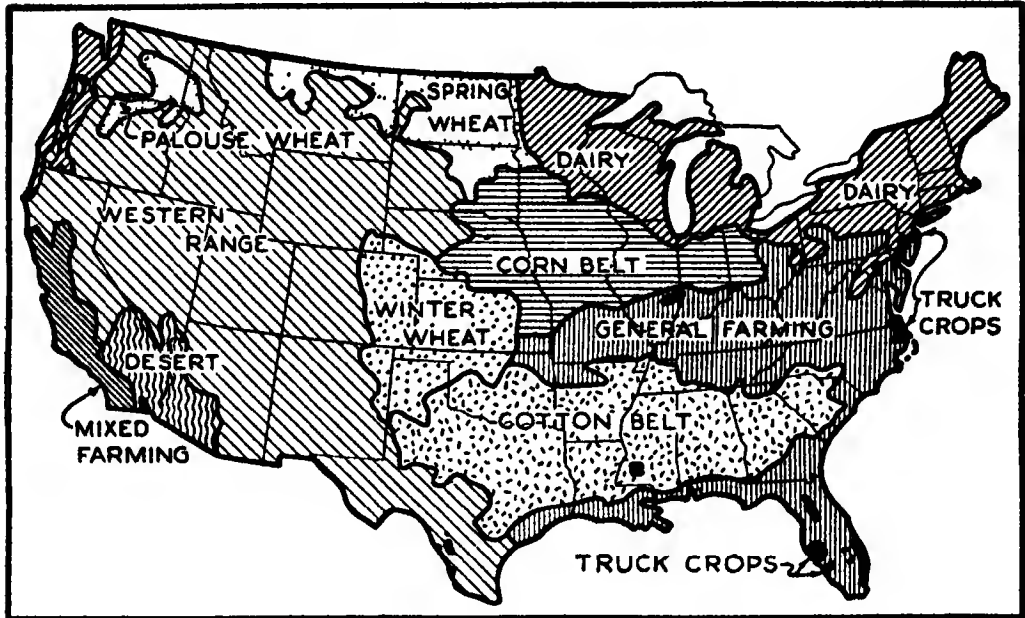 SPRING
WHEAT
PALOUSE WHEAT
DAIRY
DAIRY
WESTERN
RANGE
CORN BELT
WINTER
WHEAT
GENERAL FARMING
TRUCK
CROPS
DESERT
COTTON BELT
MIXED
FARMING
TRUCK CROPS